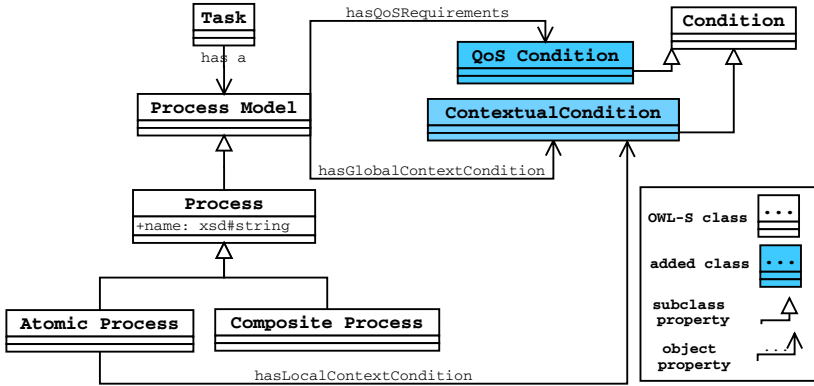 Task
hasQoSRequirements
Condition
has a
QoS Condition
Process Model
ContextualCondition
hasGlobalContextCondition
Process
+name: xsd#string
OWL-S class
...
added class
...
Atomic Process
Composite Process
subclass
property
object
property
...
hasLocalContextCondition